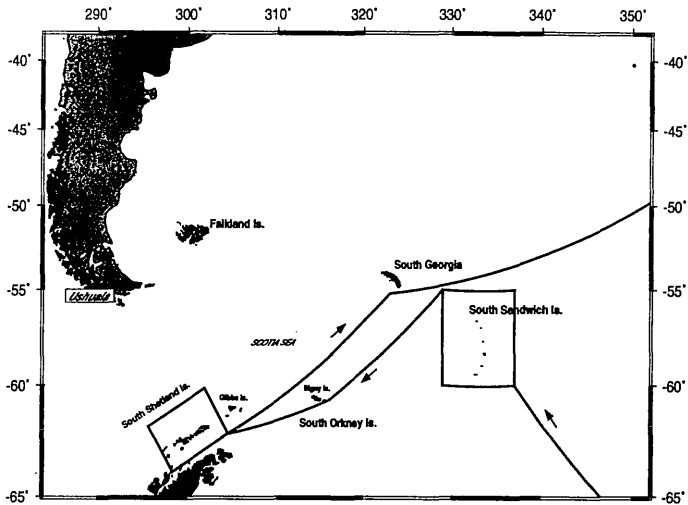 290° 300° 310° 320° 330° 340° 350°
-40° -40°
-45° -45°
-50° -50°
Falkland Is.
South Georgia
-55° -55°
Ushuaia
South Sandwich Is.
SCOTIA SEA
-60° -60°
South Shetland Is.
Gibbs Is.
Signy Is.
South Orkney Is.
-65° -65°